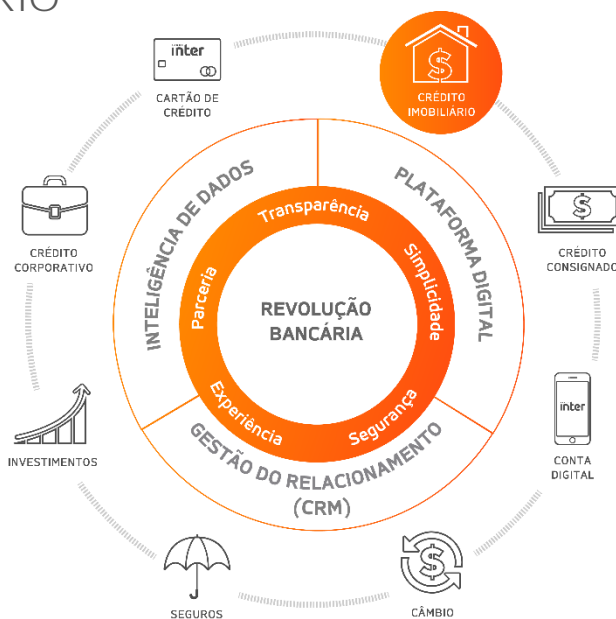 inter
CARTÃO DE
CRÉDITO
$
CRÉDITO
IMOBILIÁRIO
CRÉDITO
CORPORATIVO
$
CRÉDITO
CONSIGNADO
INTELIGÊNCIA DE DADOS
PLATAFORMA DIGITAL
GESTÃO DO RELACIONAMENTO
(CRM)
Transparência
Simplicidade
Segurança
Experiência
Parceria
REVOLUÇÃO
BANCÁRIA
INVESTIMENTOS
inter
CONTA
DIGITAL
SEGUROS
$
CÂMBIO